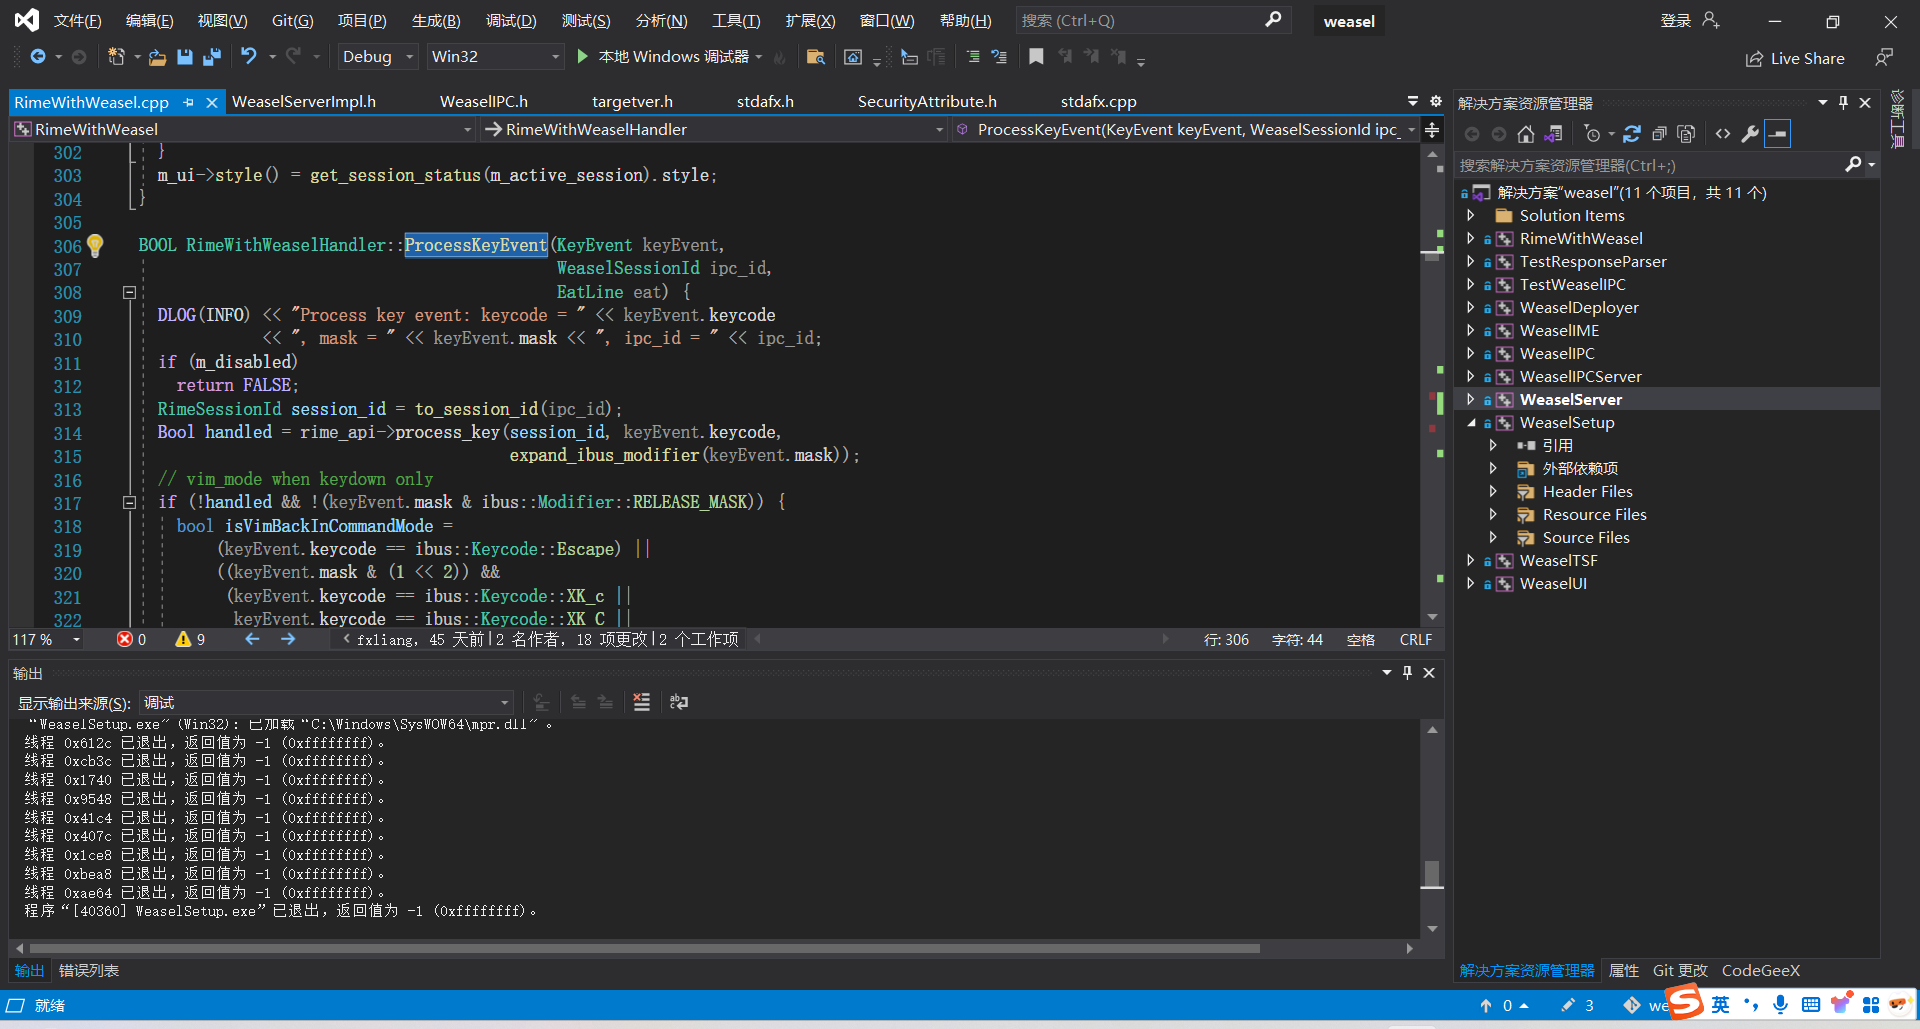 文件(F) 编辑(E) 视图(V) Git(G) 项目(P) 生成(B) 调试(D) 测试(S) 分析(N) 工具(T) 扩展(X) 窗口(W) 帮助(H) 搜索 (Ctrl+Q) weasel 登录
Debug Win32 本地 Windows 调试器 Live Share
RimeWithWeasel.cpp WeaselServerImpl.h WeaselIPC.h targetver.h stdafx.h SecurityAttribute.h stdafx.cpp
RimeWithWeasel RimeWithWeaselHandler ProcessKeyEvent(KeyEvent keyEvent, WeaselSessionId ipc_
302 }
303 m_ui->style() = get_session_status(m_active_session).style;
304 }
305
306 BOOL RimeWithWeaselHandler::ProcessKeyEvent(KeyEvent keyEvent,
307 WeaselSessionId ipc_id,
308 EatLine eat) {
309 DLOG(INFO) << "Process key event: keycode = " << keyEvent.keycode
310 << ", mask = " << keyEvent.mask << ", ipc_id = " << ipc_id;
311 if (m_disabled)
312 return FALSE;
313 RimeSessionId session_id = to_session_id(ipc_id);
314 Bool handled = rime_api->process_key(session_id, keyEvent.keycode,
315 expand_ibus_modifier(keyEvent.mask));
316 // vim_mode when keydown only
317 if (!handled && !(keyEvent.mask & ibus::Modifier::RELEASE_MASK)) {
318 bool isVimBackInCommandMode =
319 (keyEvent.keycode == ibus::Keycode::Escape) ||
320 ((keyEvent.mask & (1 << 2)) &&
321 (keyEvent.keycode == ibus::Keycode::XK_c ||
322 keyEvent.keycode == ibus::Keycode::XK_C ||
117 % 0 9 fxliang, 45 天前|2 名作者, 18 项更改|2 个工作项 行: 306 字符: 44 空格 CRLF
输出
显示输出来源(S): 调试
“WeaselSetup.exe”(Win32): 已加载“C:\Windows\SysWOW64\mpr.dll”。
线程 0x612c 已退出，返回值为 -1 (0xffffffff)。
线程 0xcb3c 已退出，返回值为 -1 (0xffffffff)。
线程 0x1740 已退出，返回值为 -1 (0xffffffff)。
线程 0x9548 已退出，返回值为 -1 (0xffffffff)。
线程 0x41c4 已退出，返回值为 -1 (0xffffffff)。
线程 0x407c 已退出，返回值为 -1 (0xffffffff)。
线程 0x1ce8 已退出，返回值为 -1 (0xffffffff)。
线程 0xbea8 已退出，返回值为 -1 (0xffffffff)。
线程 0xae64 已退出，返回值为 -1 (0xffffffff)。
程序“[40360] WeaselSetup.exe”已退出，返回值为 -1 (0xffffffff)。
输出 错误列表
解决方案资源管理器
搜索解决方案资源管理器(Ctrl+;)
解决方案“weasel”(11 个项目，共 11 个)
Solution Items
RimeWithWeasel
TestResponseParser
TestWeaselIPC
WeaselDeployer
WeaselIME
WeaselIPC
WeaselIPCServer
WeaselServer
WeaselSetup
引用
外部依赖项
Header Files
Resource Files
Source Files
WeaselTSF
WeaselUI
解决方案资源管理器 属性 Git 更改 CodeGeeX
诊断工具
就绪 0 3 we 英